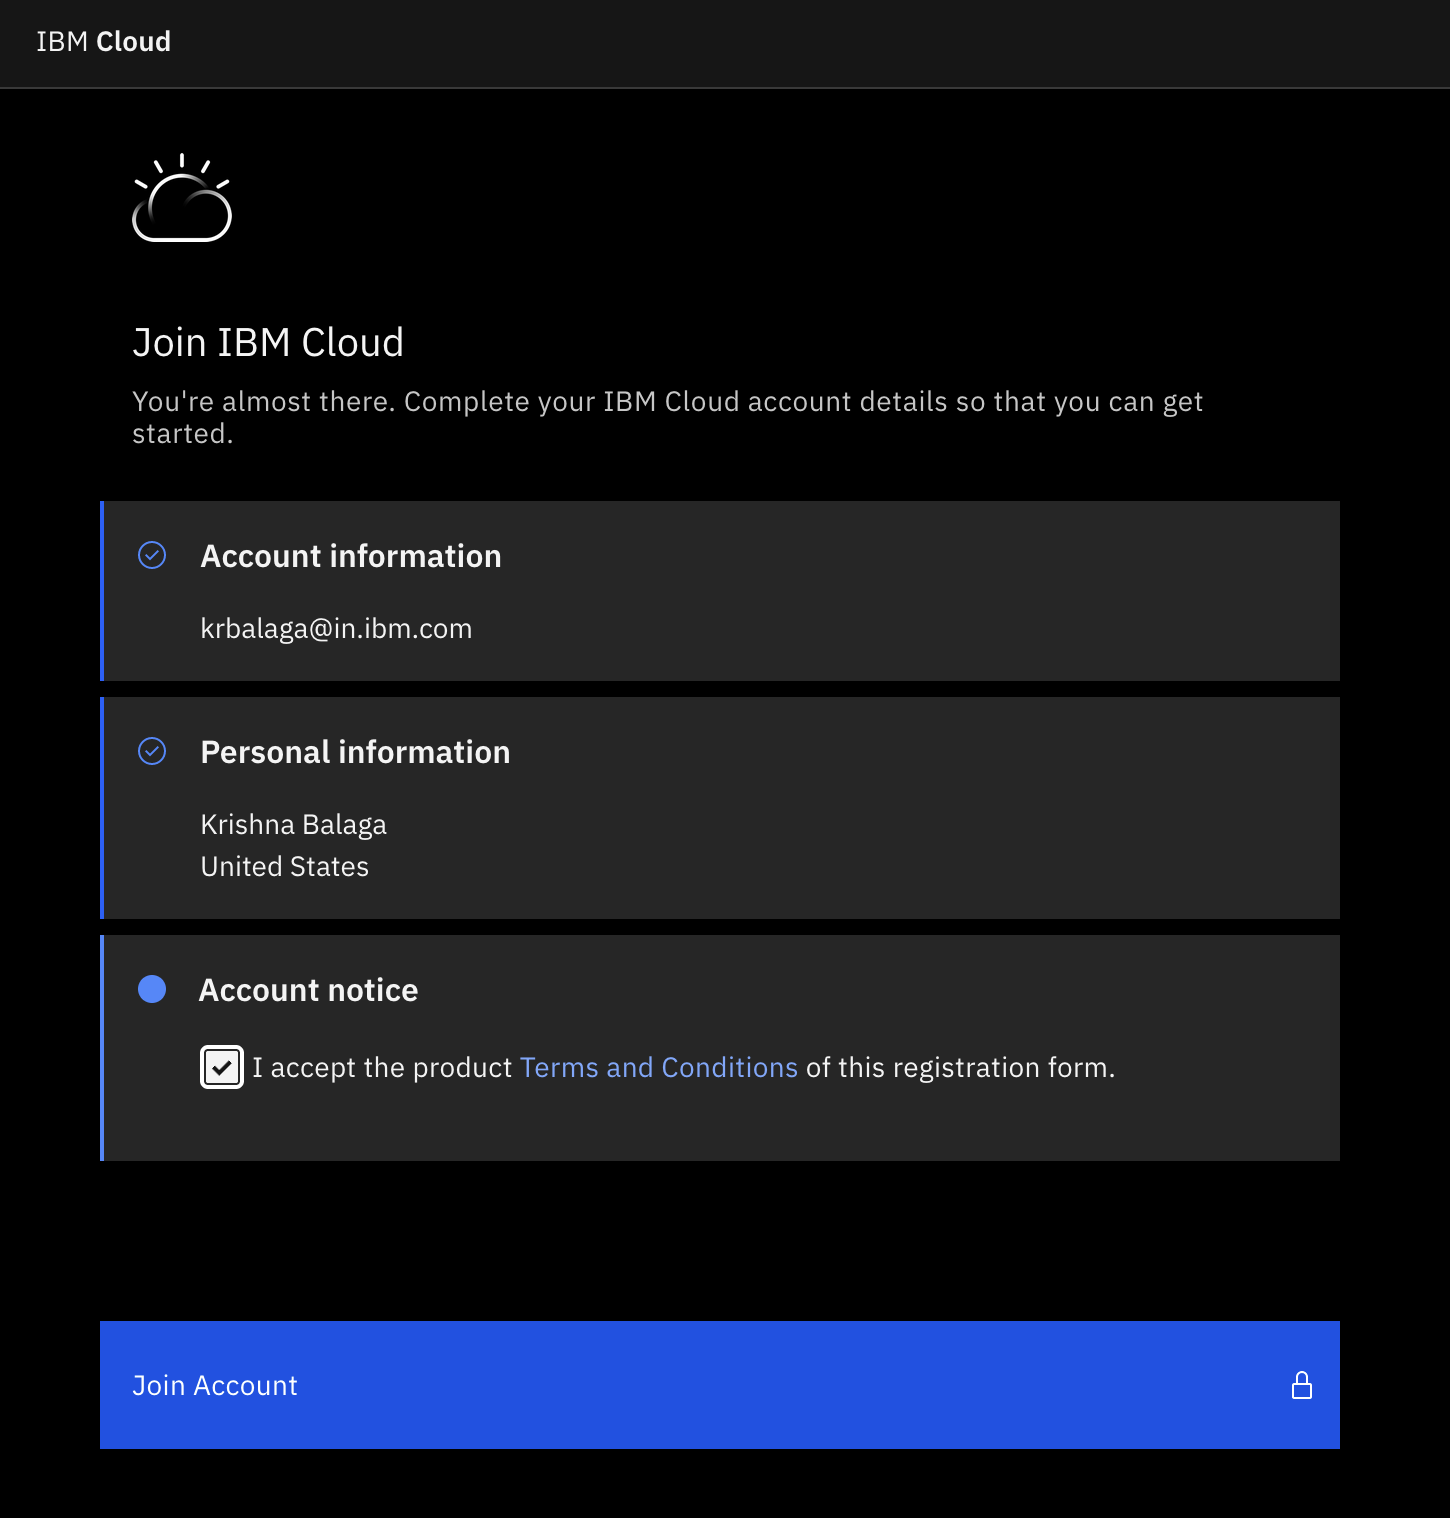 IBM Cloud
Join IBM Cloud
You're almost there. Complete your IBM Cloud account details so that you can get
started.
Account information
krbalaga@in.ibm.com
Personal information
Krishna Balaga
United States
Account notice
I accept the product Terms and Conditions of this registration form.
Join Account